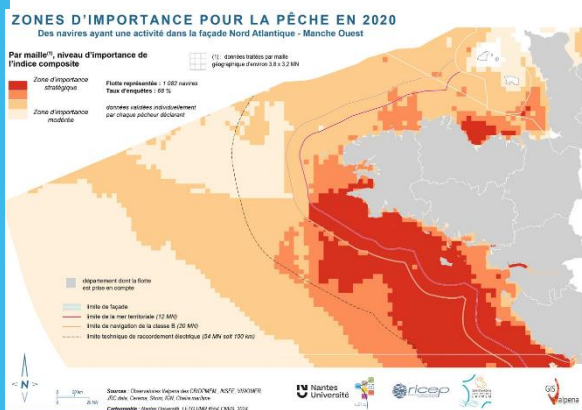 ZONES D'IMPORTANCE POUR LA PÊCHE EN 2020
Des navires ayant une activité dans la façade Nord Atlantique - Manche Ouest
Par maille(1), niveau d'importance de
l'indice composite
(1) : données traitées par maille
géographique d'environ 3.8 x 3.2 MN
Zone d'importance
stratégique
Flotte représentée : 1 082 navires
Taux d'enquêtes : 68 %
données validées individuellement
par chaque pêcheur déclarant
Zone d'importance
modérée
département dont la flotte
est prise en compte
limite de façade
limite de la mer territoriale (12 MN)
limite de navigation de la classe B (20 MN)
limite technique de raccordement électrique (54 MN soit 100 km)
N
Sources : Observatoires Valpena des
Nantes
Université
ricep
GIS
Valpena